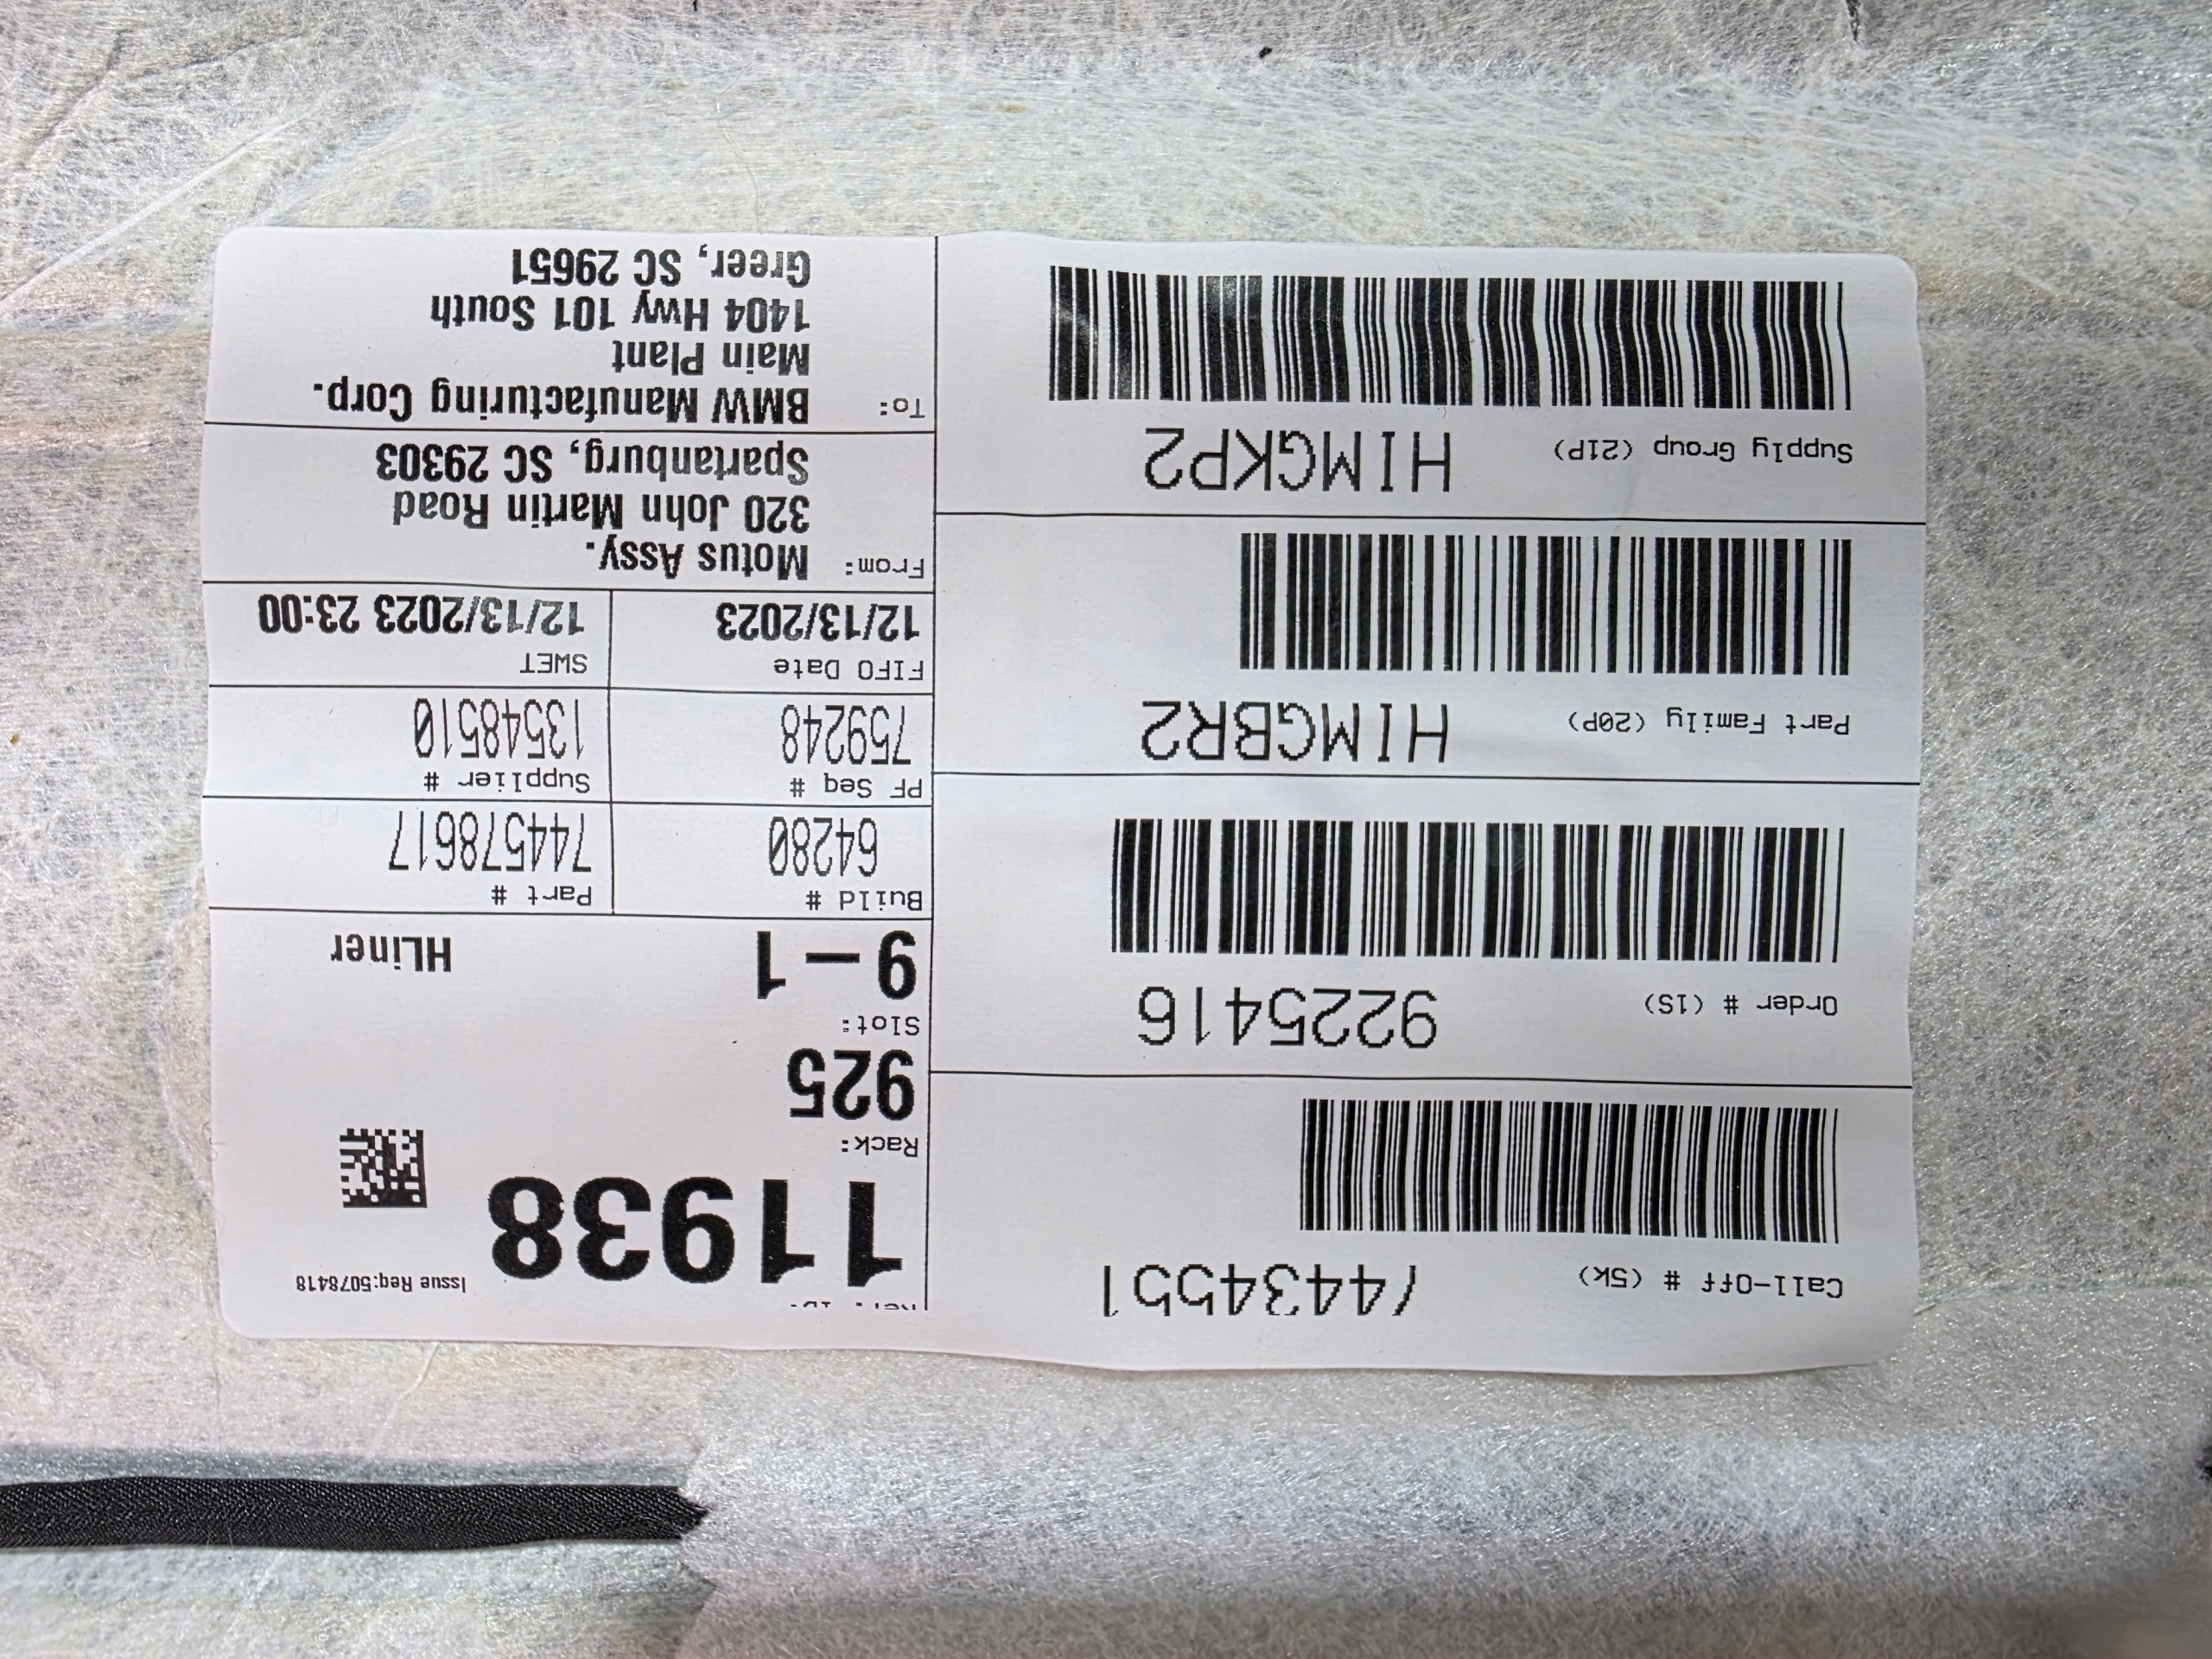 Call-Off # (5k)
74434551
Order # (1S)
9225416
Part Family (20P)
HIMGBR2
Supply Group (21P)
HIMGKP2
11938
Issue Req:5078418
Rack:
925
Slot:
9-1
HLiner
Build #
64280
Part #
744578617
PF Seq #
759248
Supplier #
13548510
FIFO Date
12/13/2023
SWET
12/13/2023 23:00
From:
Motus Assy.
320 John Martin Road
Spartanburg, SC 29303
To:
BMW Manufacturing Corp.
Main Plant
1404 Hwy 101 South
Greer, SC 29651